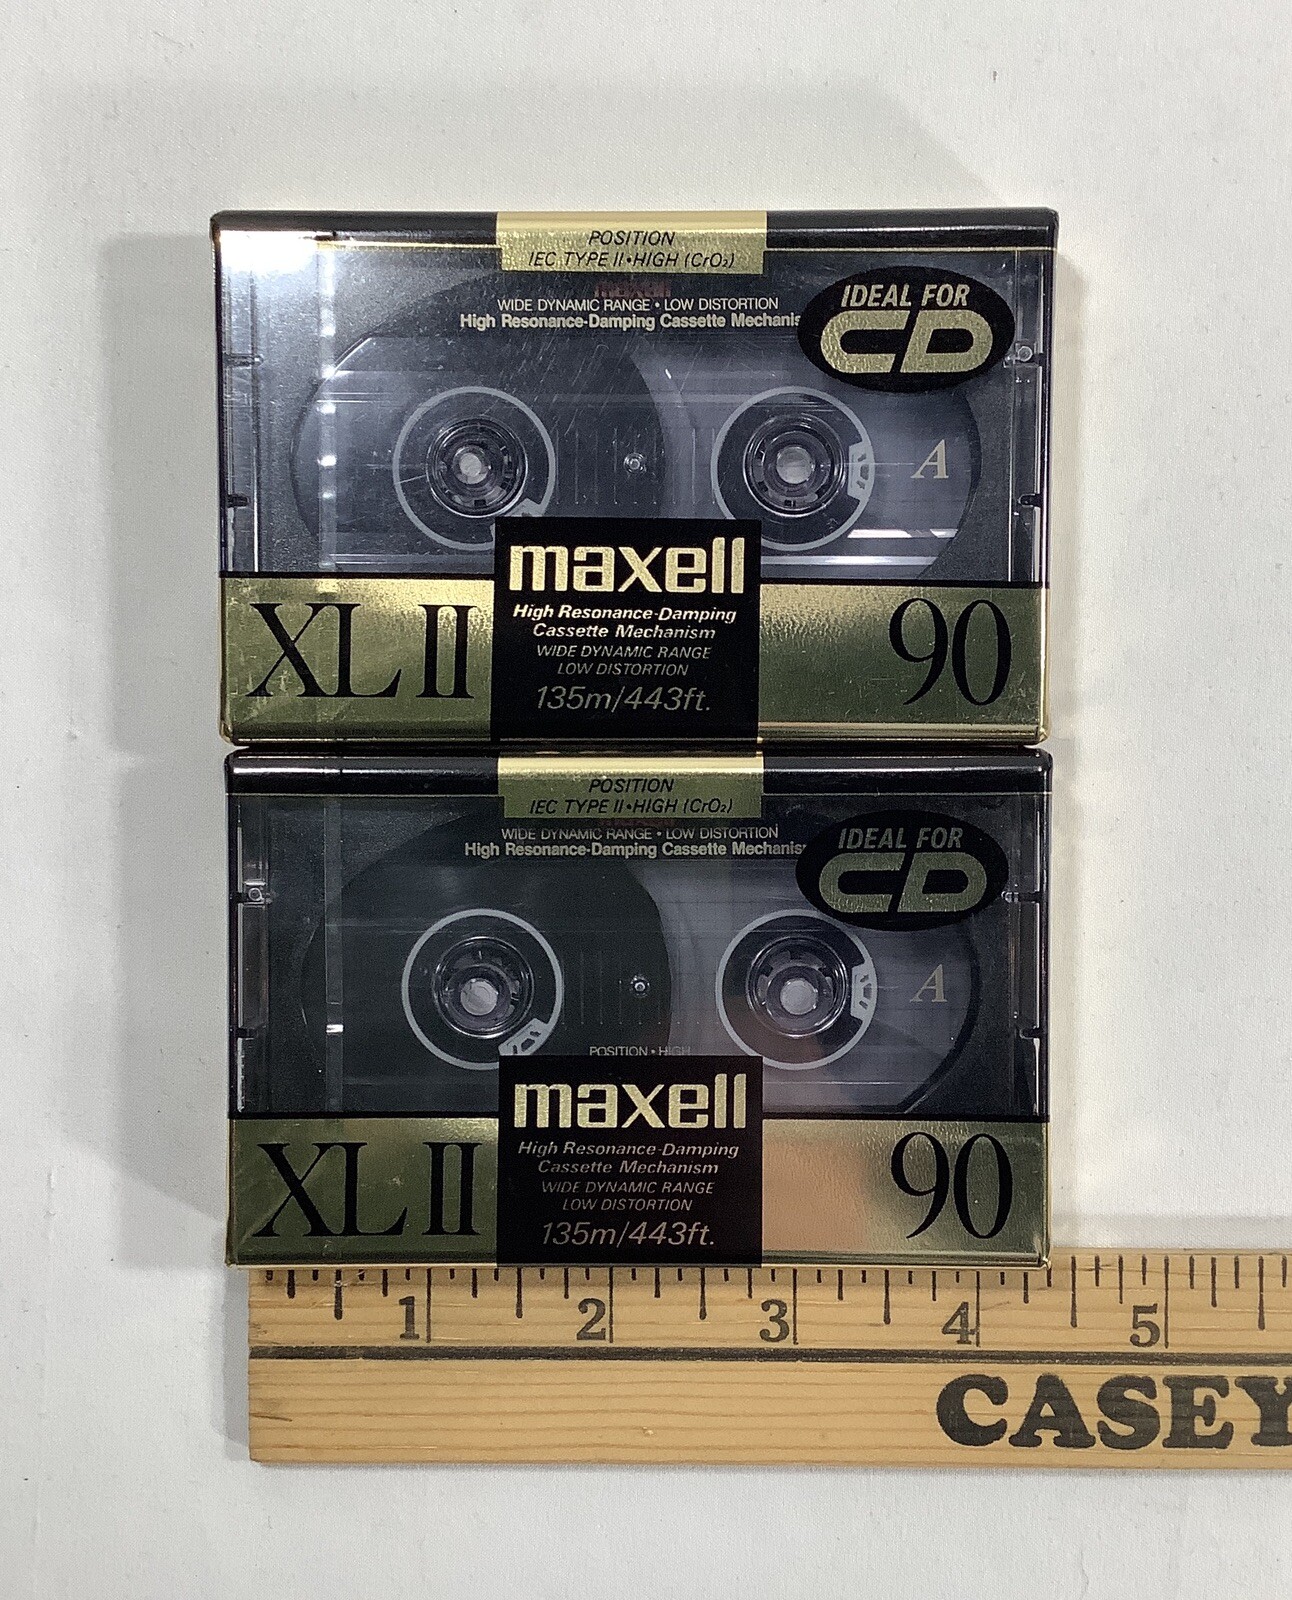 POSITION
IEC TYPE II•HIGH (CrO₂)
maxell
WIDE DYNAMIC RANGE • LOW DISTORTION
High Resonance-Damping Cassette Mechanis
IDEAL FOR
CD
A
maxell
High Resonance-Damping
Cassette Mechanism
WIDE DYNAMIC RANGE
LOW DISTORTION
135m/443ft.
XL II
90
POSITION
IEC TYPE II•HIGH (CrO₂)
WIDE DYNAMIC RANGE • LOW DISTORTION
High Resonance-Damping Cassette Mechanis
IDEAL FOR
CD
A
POSITION • HIGH
maxell
High Resonance-Damping
Cassette Mechanism
WIDE DYNAMIC RANGE
LOW DISTORTION
135m/443ft.
XL II
90
1 2 3 4 5
CASEY